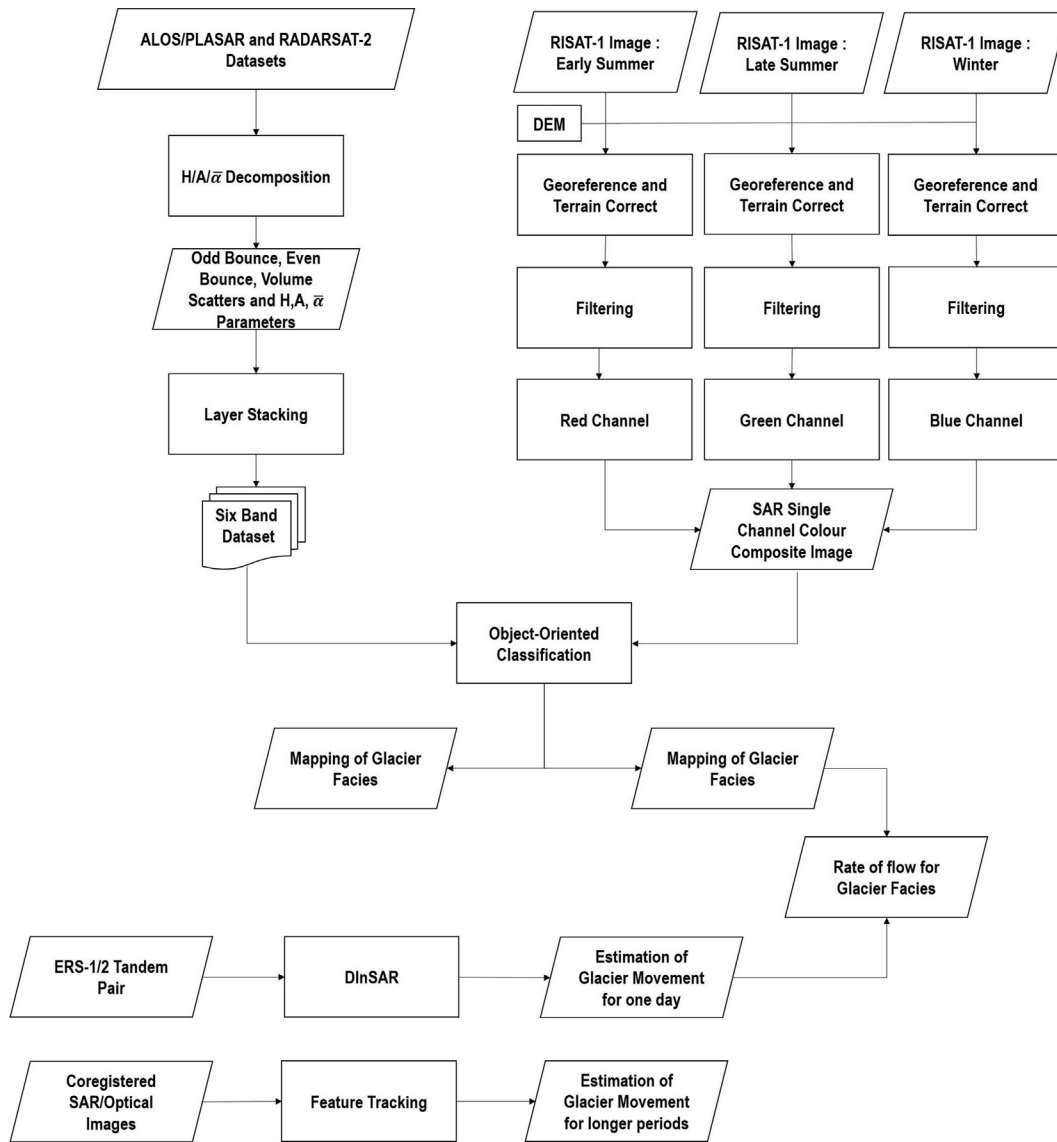 ALOS/PLASAR and RADARSAT-2
Datasets
H/A/ᾱ Decomposition
Odd Bounce, Even
Bounce, Volume
Scatters and H,A, ᾱ
Parameters
Layer Stacking
Six Band
Dataset
RISAT-1 Image :
Early Summer
RISAT-1 Image :
Late Summer
RISAT-1 Image :
Winter
DEM
Georeference and
Terrain Correct
Georeference and
Terrain Correct
Georeference and
Terrain Correct
Filtering
Filtering
Filtering
Red Channel
Green Channel
Blue Channel
SAR Single
Channel Colour
Composite Image
Object-Oriented
Classification
Mapping of Glacier
Facies
Mapping of Glacier
Facies
Rate of flow for
Glacier Facies
ERS-1/2 Tandem
Pair
DInSAR
Estimation of
Glacier Movement
for one day
Coregistered
SAR/Optical
Images
Feature Tracking
Estimation of
Glacier Movement
for longer periods